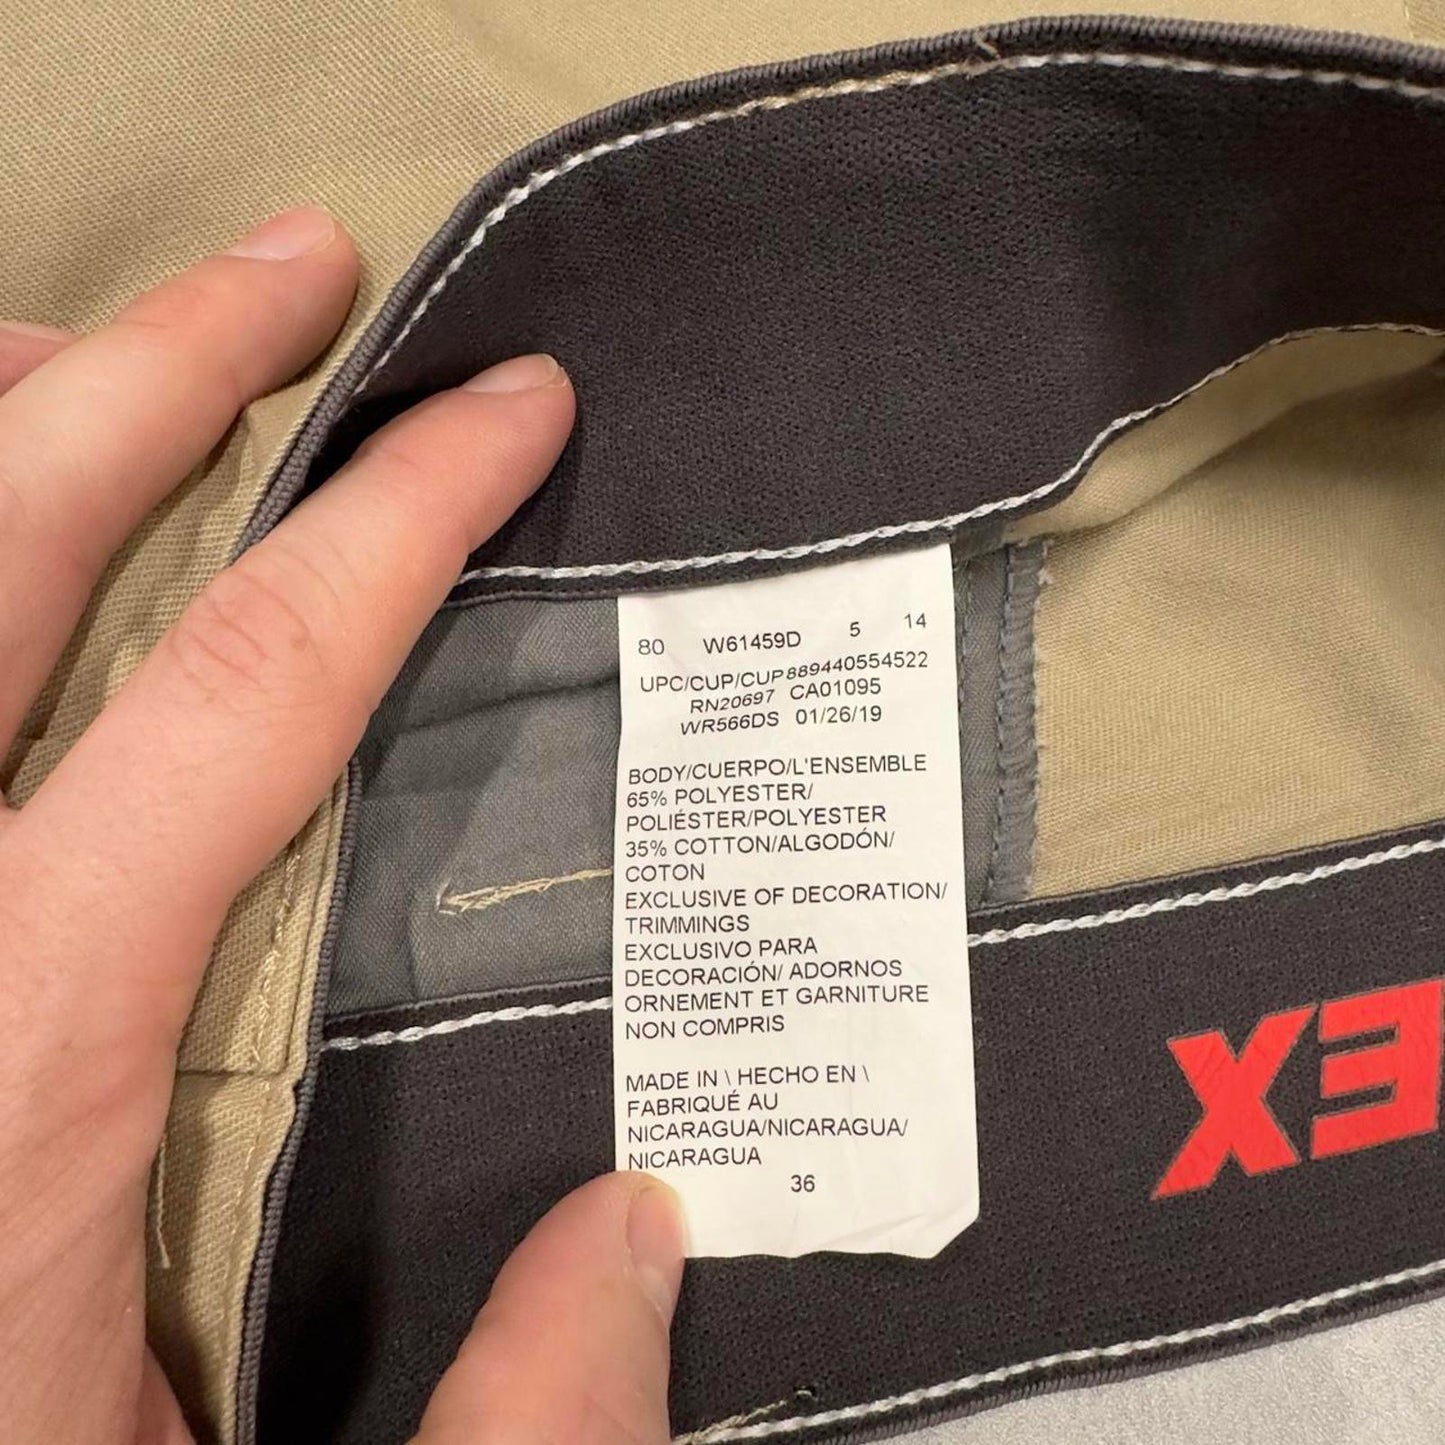 80 W61459D 5 14
UPC/CUP/CUP889440554522
RN20697 CA01095
WR566DS 01/26/19
BODY/CUERPO/L'ENSEMBLE
65% POLYESTER/
POLIÉSTER/POLYESTER
35% COTTON/ALGODÓN/
COTON
EXCLUSIVE OF DECORATION/
TRIMMINGS
EXCLUSIVO PARA
DECORACIÓN/ ADORNOS
ORNEMENT ET GARNITURE
NON COMPRIS
MADE IN \ HECHO EN \
FABRIQUÉ AU
NICARAGUA/NICARAGUA/
NICARAGUA
36
EX